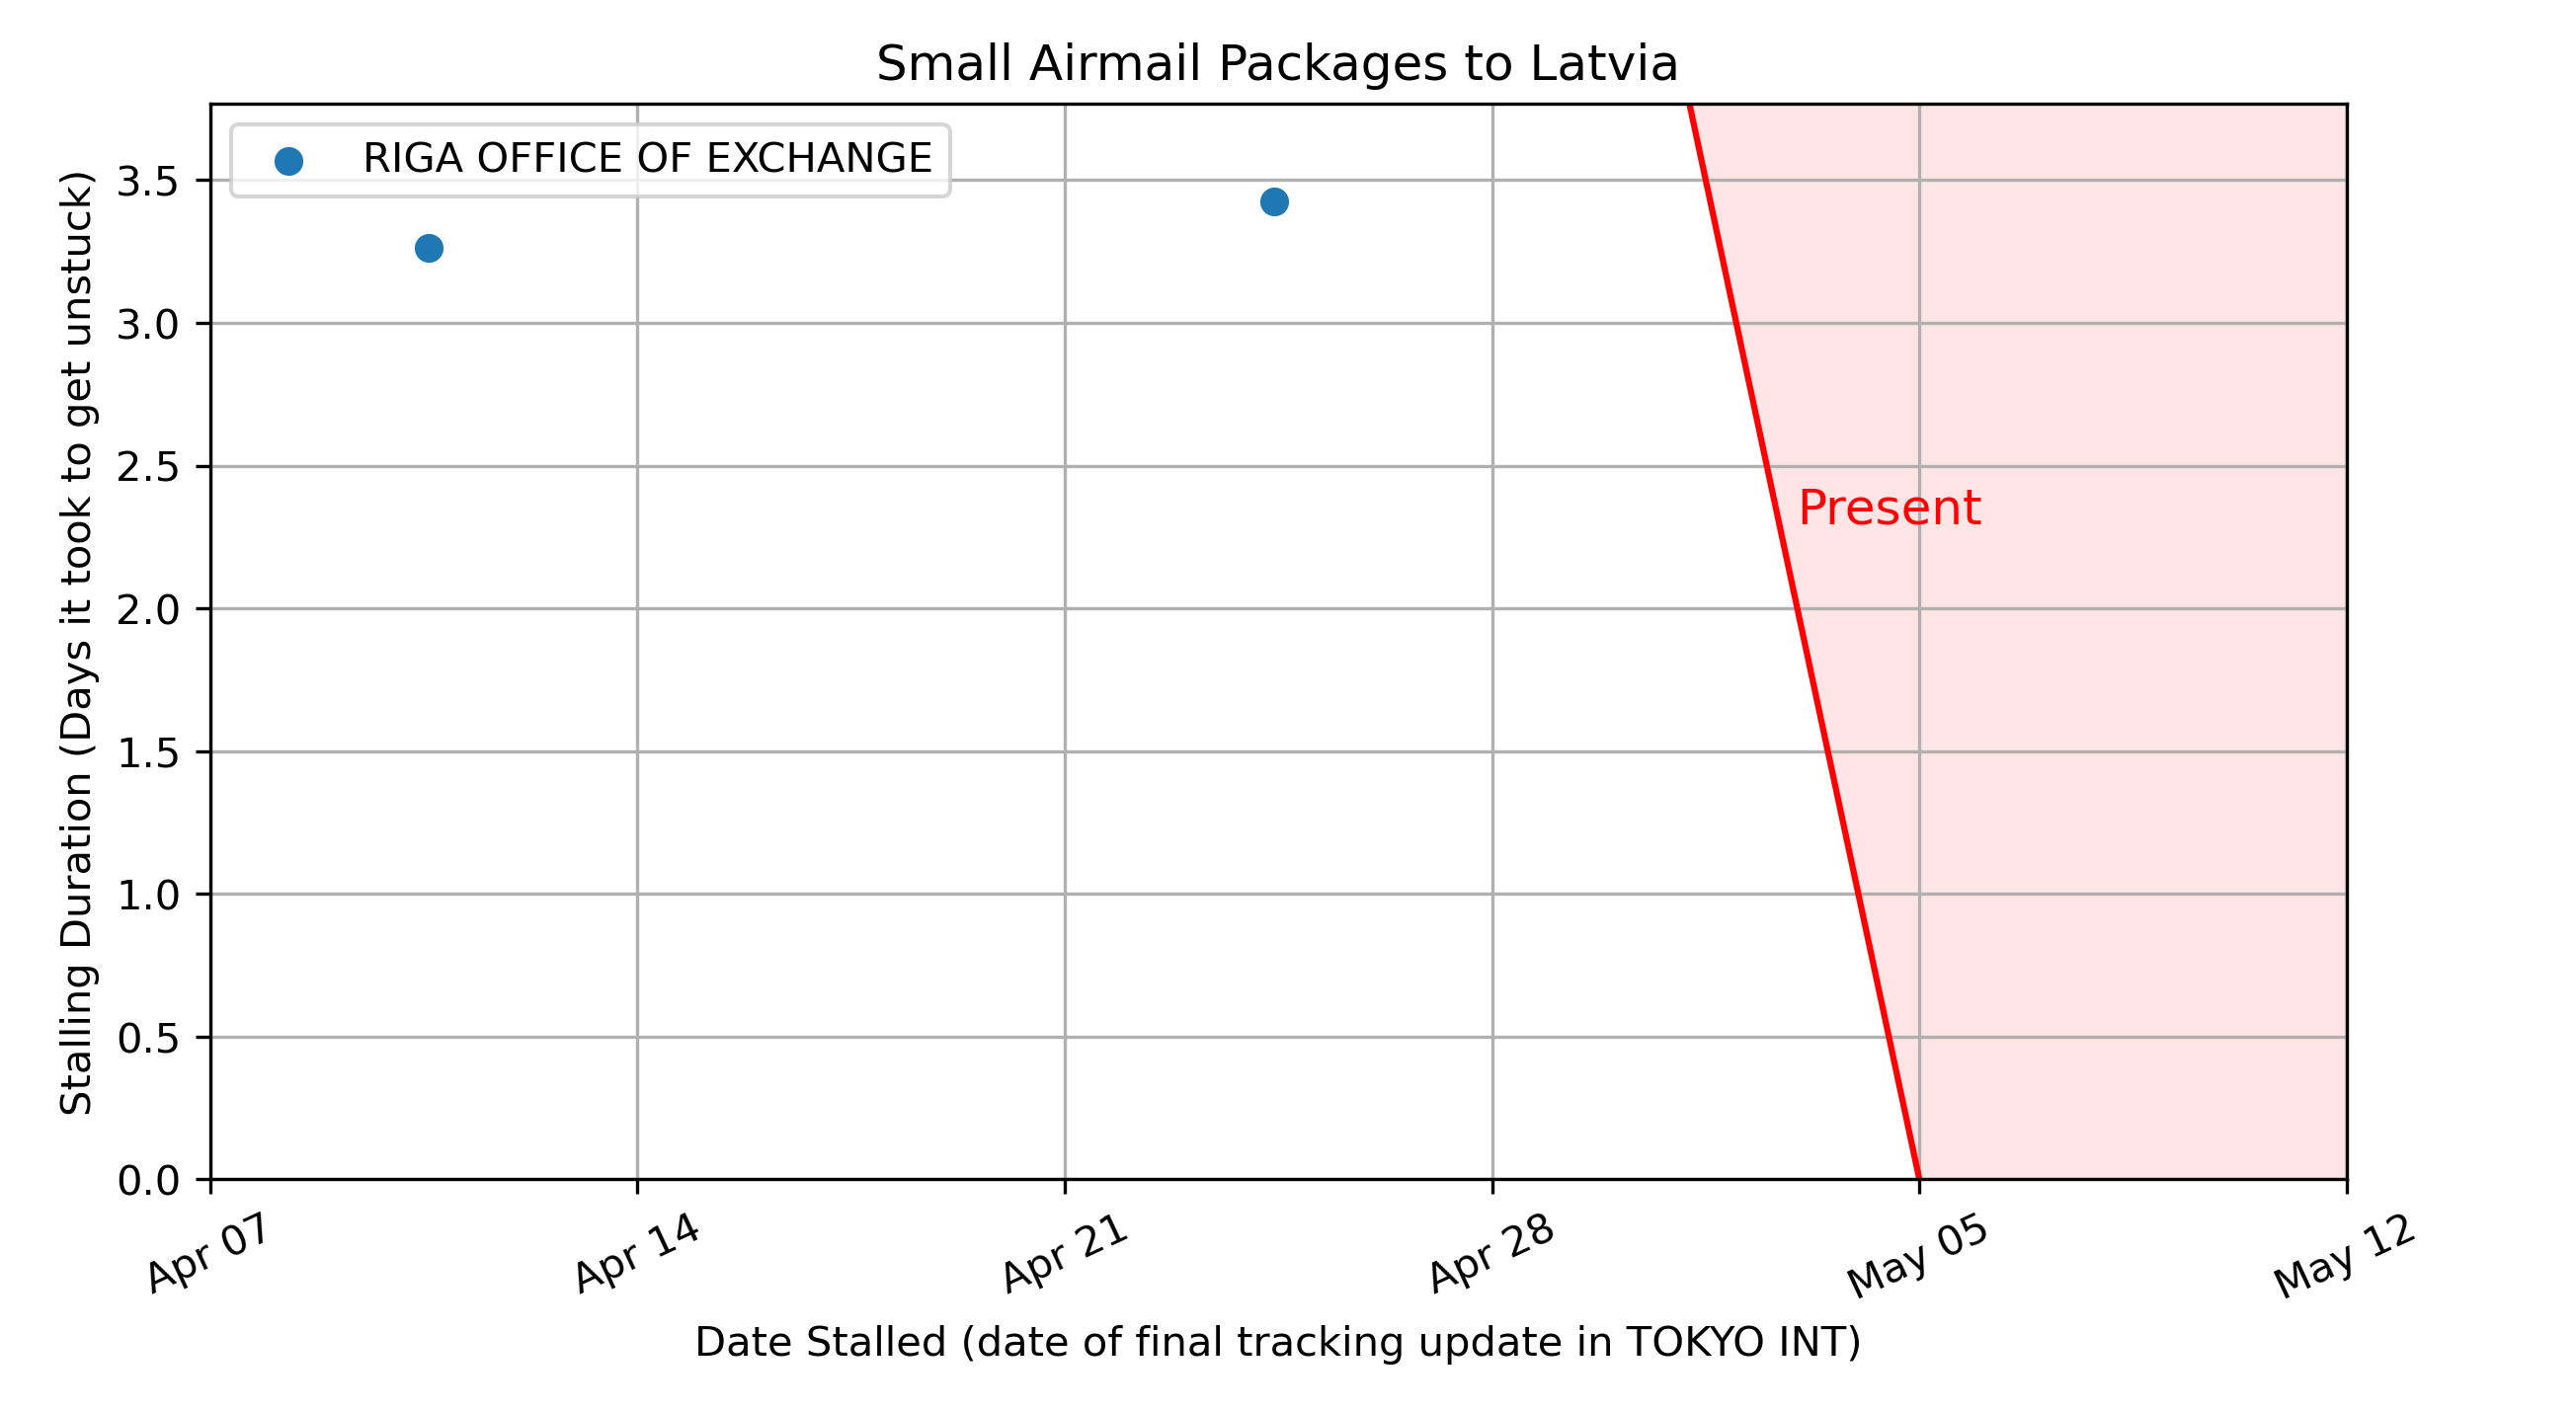 Small Airmail Packages to Latvia
RIGA OFFICE OF EXCHANGE
Stalling Duration (Days it took to get unstuck)
3.5
3.0
2.5
2.0
1.5
1.0
0.5
0.0
Present
Apr 07
Apr 14
Apr 21
Apr 28
May 05
May 12
Date Stalled (date of final tracking update in TOKYO INT)